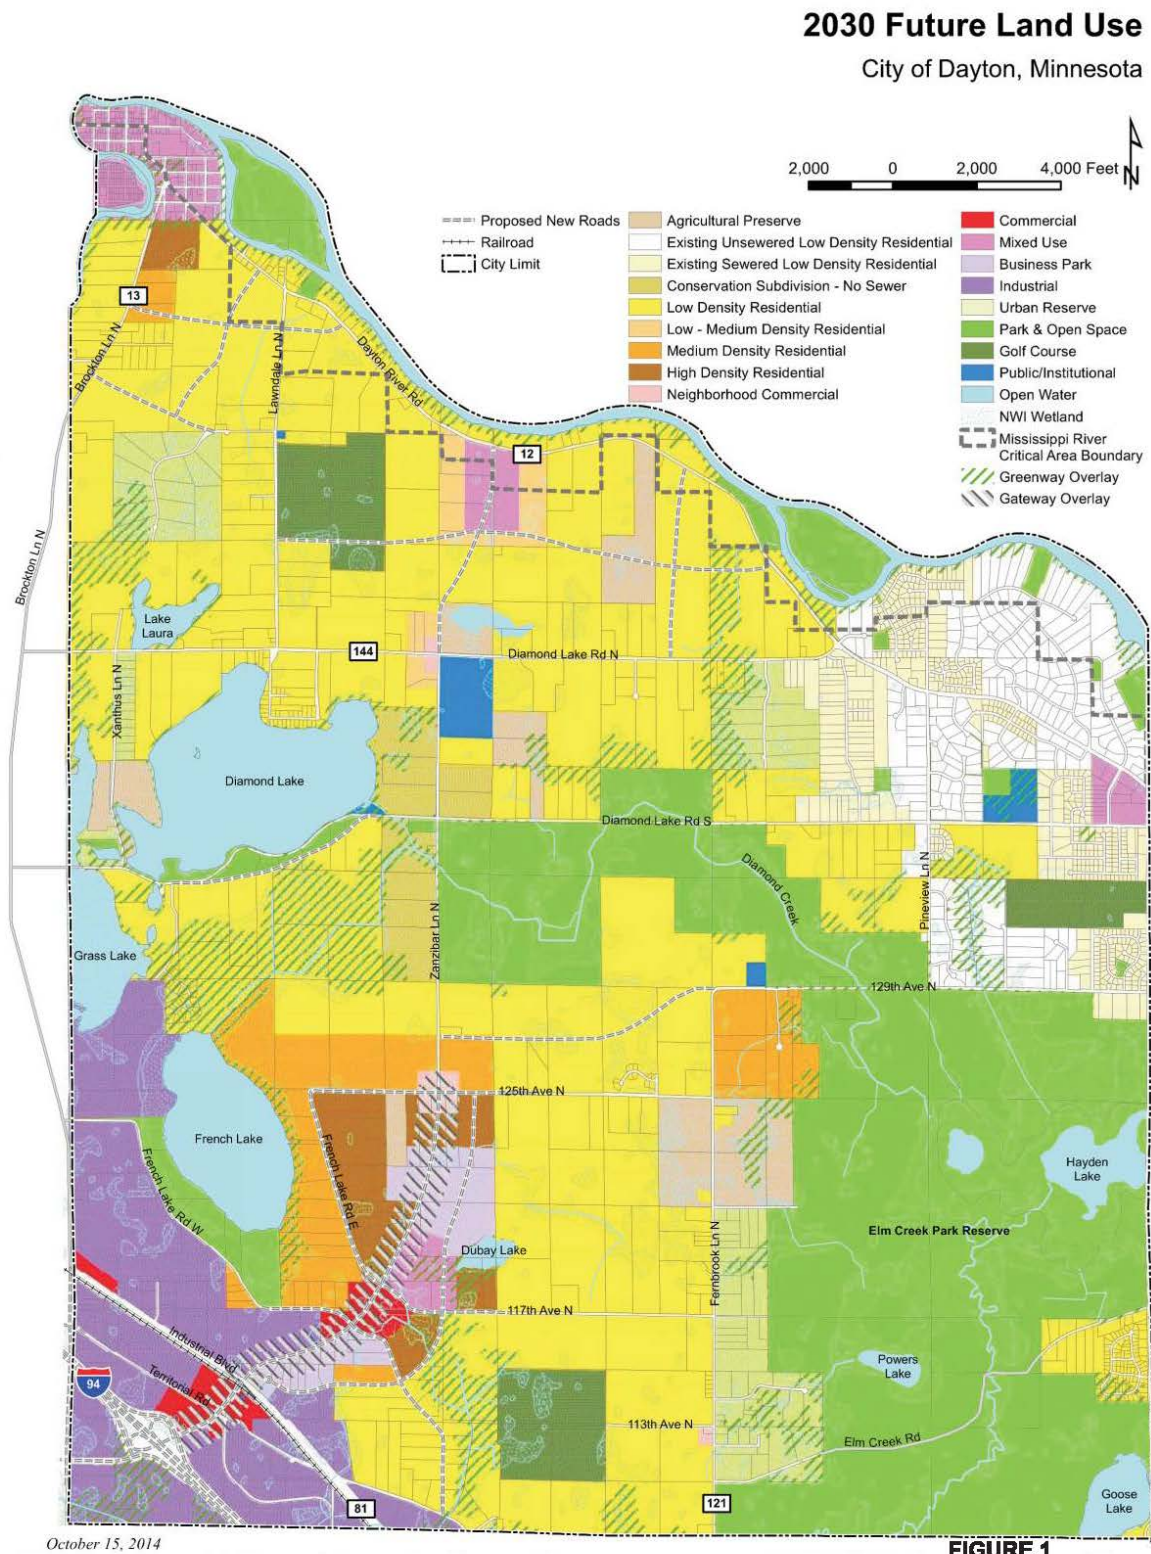 2030 Future Land Use
City of Dayton, Minnesota
2,000 0 2,000 4,000 Feet
N
Proposed New Roads
Railroad
City Limit
Agricultural Preserve
Existing Unsewered Low Density Residential
Existing Sewered Low Density Residential
Conservation Subdivision - No Sewer
Low Density Residential
Low - Medium Density Residential
Medium Density Residential
High Density Residential
Neighborhood Commercial
Commercial
Mixed Use
Business Park
Industrial
Urban Reserve
Park & Open Space
Golf Course
Public/Institutional
Open Water
NWI Wetland
Mississippi River
Critical Area Boundary
Greenway Overlay
Gateway Overlay
13
Brockton Ln N
Lawndale Ln N
Dayton River Rd
12
Brockton Ln N
Lake
Laura
144
Diamond Lake Rd N
Xanthus Ln N
Diamond Lake
Diamond Lake Rd S
Diamond Creek
Pineview Ln N
Zanzibar Ln N
Grass Lake
129th Ave N
125th Ave N
French Lake
French Lake Rd W
French Lake Rd E
Hayden
Lake
Elm Creek Park Reserve
Dubay Lake
Fernbrook Ln N
117th Ave N
Industrial Blvd
Territorial Rd
94
Powers
Lake
113th Ave N
Elm Creek Rd
Goose
Lake
81
121
October 15, 2014
FIGURE 1